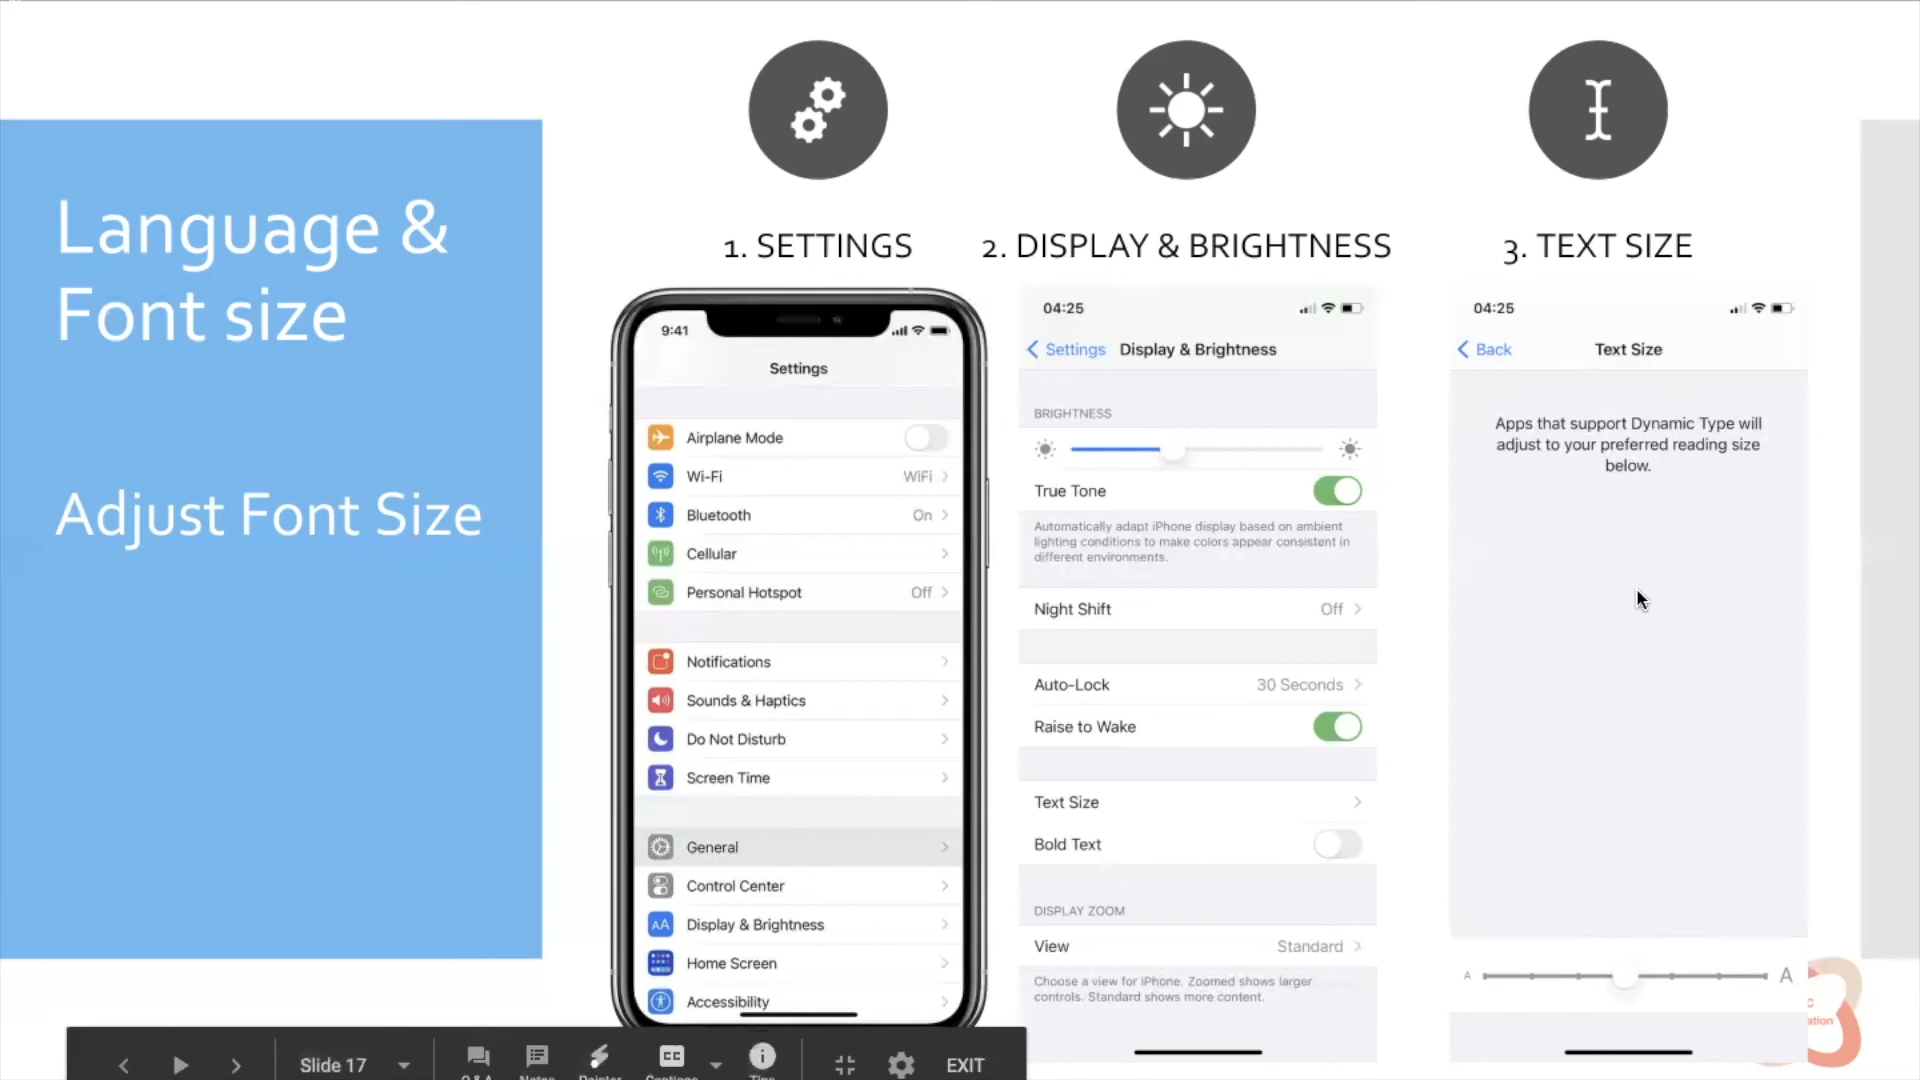 Language &
Font size
Adjust Font Size
1. SETTINGS
2. DISPLAY & BRIGHTNESS
3. TEXT SIZE
9:41
Settings
Airplane Mode
Wi-Fi WiFi
Bluetooth On
Cellular
Personal Hotspot Off
Notifications
Sounds & Haptics
Do Not Disturb
Screen Time
General
Control Center
AA Display & Brightness
Home Screen
Accessibility
04:25
Settings Display & Brightness
BRIGHTNESS
True Tone
Automatically adapt iPhone display based on ambient
lighting conditions to make colors appear consistent in
different environments.
Night Shift Off
Auto-Lock 30 Seconds
Raise to Wake
Text Size
Bold Text
DISPLAY ZOOM
View Standard
Choose a view for iPhone. Zoomed shows larger
controls. Standard shows more content.
04:25
Back Text Size
Apps that support Dynamic Type will
adjust to your preferred reading size
below.
A A
Slide 17 CC EXIT